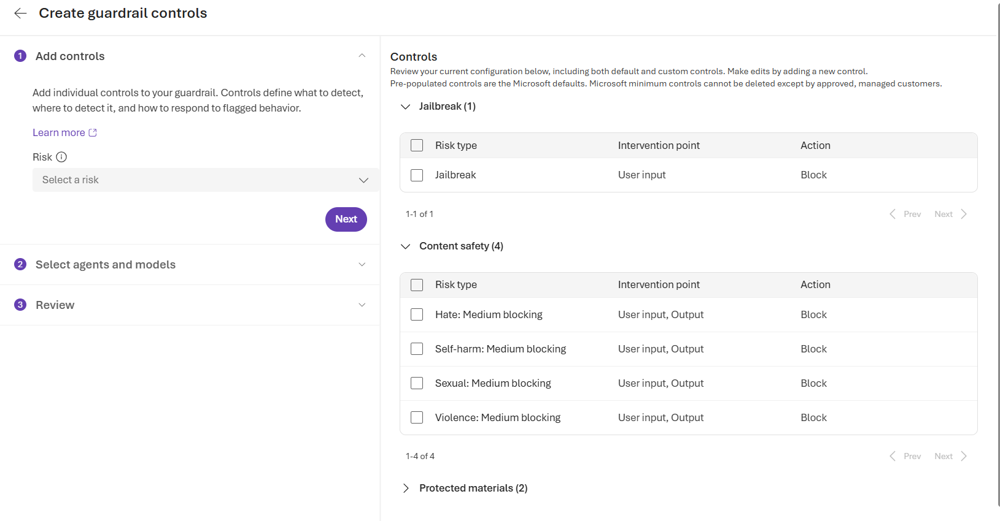 Create guardrail controls
1 Add controls
Add individual controls to your guardrail. Controls define what to detect,
where to detect it, and how to respond to flagged behavior.
Learn more
Risk
Select a risk
Next
2 Select agents and models
3 Review
Controls
Review your current configuration below, including both default and custom controls. Make edits by adding a new control.
Pre-populated controls are the Microsoft defaults. Microsoft minimum controls cannot be deleted except by approved, managed customers.
Jailbreak (1)
Risk type Intervention point Action
Jailbreak User input Block
1-1 of 1 Prev Next
Content safety (4)
Risk type Intervention point Action
Hate: Medium blocking User input, Output Block
Self-harm: Medium blocking User input, Output Block
Sexual: Medium blocking User input, Output Block
Violence: Medium blocking User input, Output Block
1-4 of 4 Prev Next
Protected materials (2)